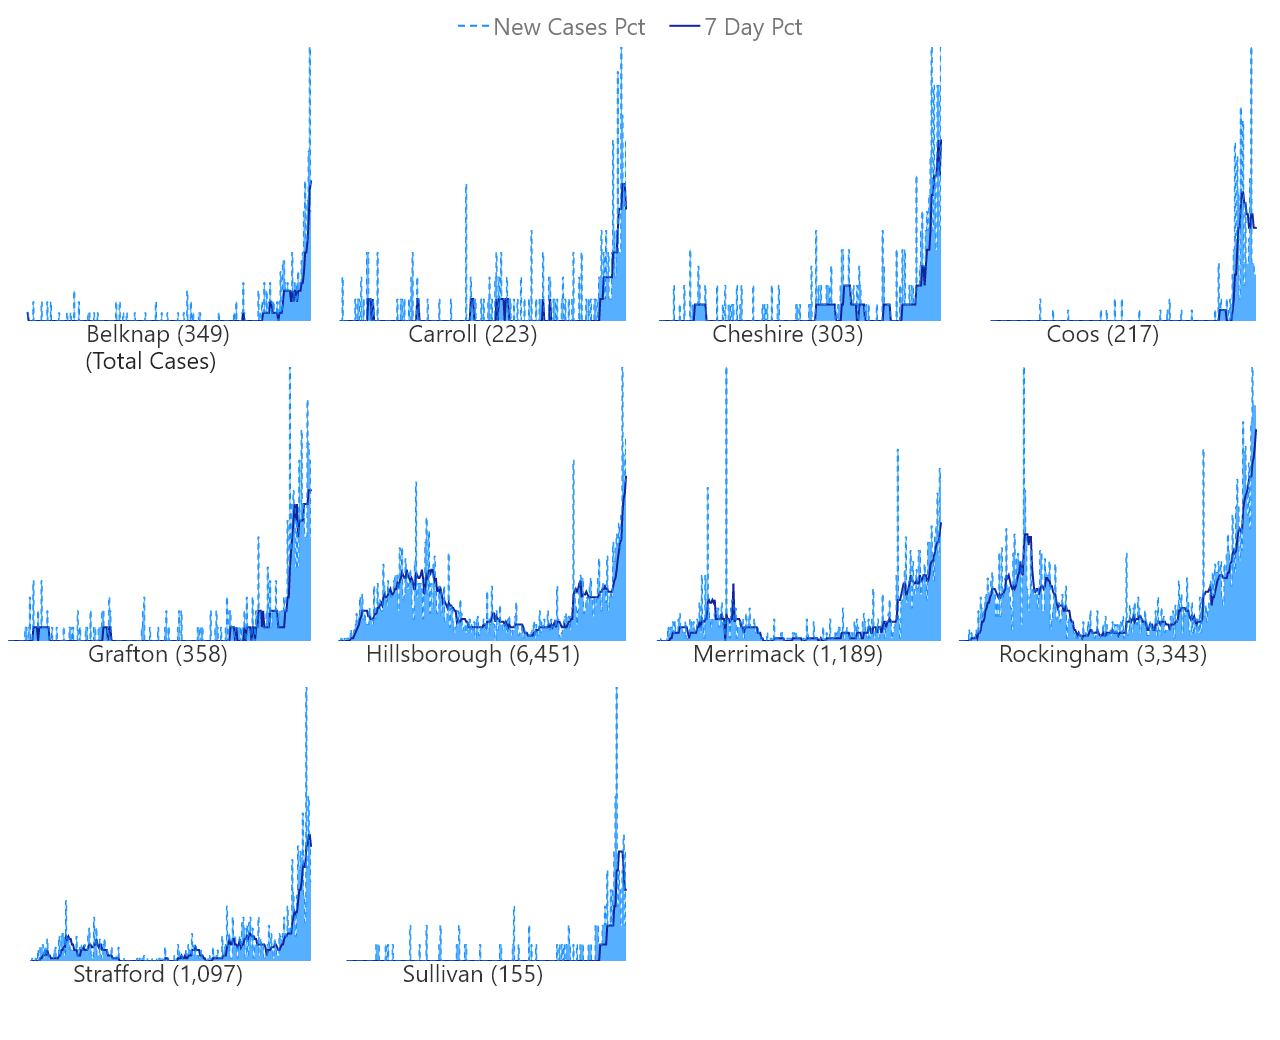 New Cases Pct 7 Day Pct
Belknap (349)
(Total Cases)
Carroll (223)
Cheshire (303)
Coos (217)
Grafton (358)
Hillsborough (6,451)
Merrimack (1,189)
Rockingham (3,343)
Strafford (1,097)
Sullivan (155)